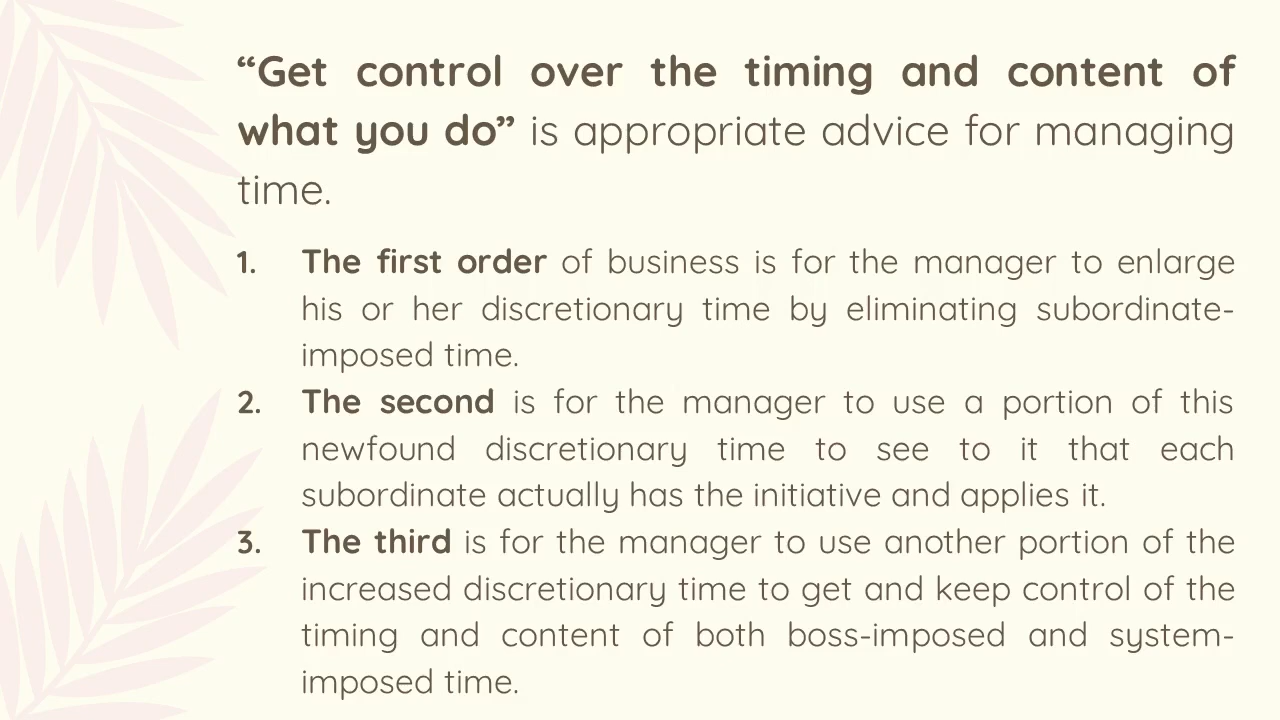 “Get control over the timing and content of
what you do” is appropriate advice for managing
time.
1. The first order of business is for the manager to enlarge
his or her discretionary time by eliminating subordinate-
imposed time.
2. The second is for the manager to use a portion of this
newfound discretionary time to see to it that each
subordinate actually has the initiative and applies it.
3. The third is for the manager to use another portion of the
increased discretionary time to get and keep control of the
timing and content of both boss-imposed and system-
imposed time.